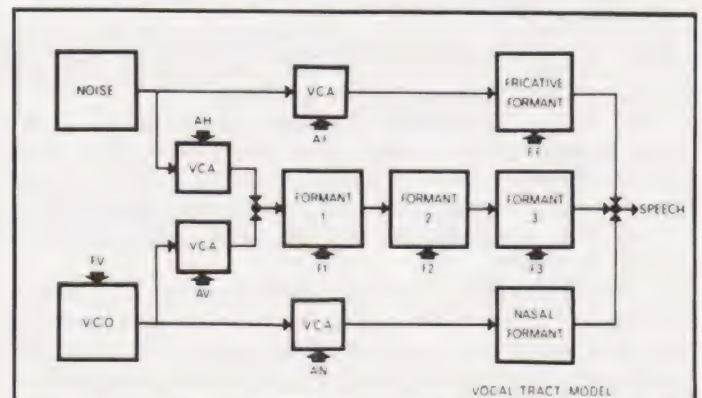 NOISE
VCA
FRICATIVE
FORMANT
AH
AF
FF
VCA
FORMANT
1
FORMANT
2
FORMANT
3
SPEECH
VCA
FV
AV
F1
F2
F3
VCO
VCA
NASAL
FORMANT
AN
VOCAL TRACT MODEL